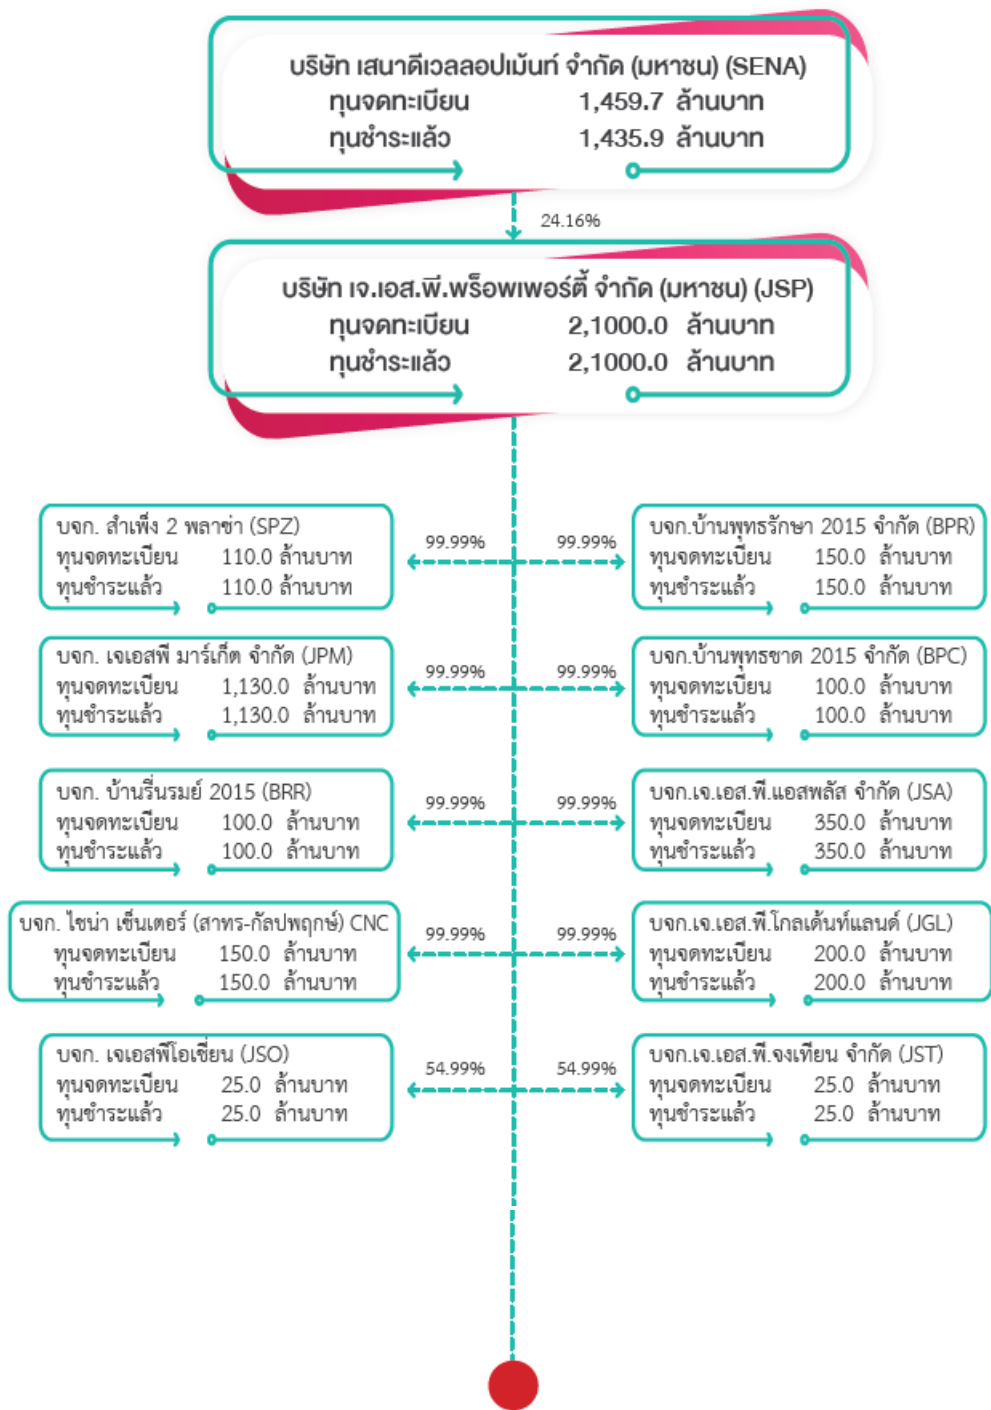 บริษัท เสนาดีเวลลอปเม้นท์ จำกัด (มหาชน) (SENA)
ทุนจดทะเบียน 1,459.7 ล้านบาท
ทุนชำระแล้ว 1,435.9 ล้านบาท
24.16%
บริษัท เจ.เอส.พี.พร็อพเพอร์ตี้ จำกัด (มหาชน) (JSP)
ทุนจดทะเบียน 2,1000.0 ล้านบาท
ทุนชำระแล้ว 2,1000.0 ล้านบาท
บจก. สำเพ็ง 2 พลาซ่า (SPZ)
ทุนจดทะเบียน 110.0 ล้านบาท
ทุนชำระแล้ว 110.0 ล้านบาท
99.99% 99.99%
บจก.บ้านพุทธรักษา 2015 จำกัด (BPR)
ทุนจดทะเบียน 150.0 ล้านบาท
ทุนชำระแล้ว 150.0 ล้านบาท
บจก. เจเอสพี มาร์เก็ต จำกัด (JPM)
ทุนจดทะเบียน 1,130.0 ล้านบาท
ทุนชำระแล้ว 1,130.0 ล้านบาท
99.99% 99.99%
บจก.บ้านพุทธชาด 2015 จำกัด (BPC)
ทุนจดทะเบียน 100.0 ล้านบาท
ทุนชำระแล้ว 100.0 ล้านบาท
บจก. บ้านรื่นรมย์ 2015 (BRR)
ทุนจดทะเบียน 100.0 ล้านบาท
ทุนชำระแล้ว 100.0 ล้านบาท
99.99% 99.99%
บจก.เจ.เอส.พี.แอสพลัส จำกัด (JSA)
ทุนจดทะเบียน 350.0 ล้านบาท
ทุนชำระแล้ว 350.0 ล้านบาท
บจก. ไชน่า เซ็นเตอร์ (สาทร-กัลปพฤกษ์) CNC
ทุนจดทะเบียน 150.0 ล้านบาท
ทุนชำระแล้ว 150.0 ล้านบาท
99.99% 99.99%
บจก.เจ.เอส.พี.โกลเด้นท์แลนด์ (JGL)
ทุนจดทะเบียน 200.0 ล้านบาท
ทุนชำระแล้ว 200.0 ล้านบาท
บจก. เจเอสพีโอเชี่ยน (JSO)
ทุนจดทะเบียน 25.0 ล้านบาท
ทุนชำระแล้ว 25.0 ล้านบาท
54.99% 54.99%
บจก.เจ.เอส.พี.จงเทียน จำกัด (JST)
ทุนจดทะเบียน 25.0 ล้านบาท
ทุนชำระแล้ว 25.0 ล้านบาท